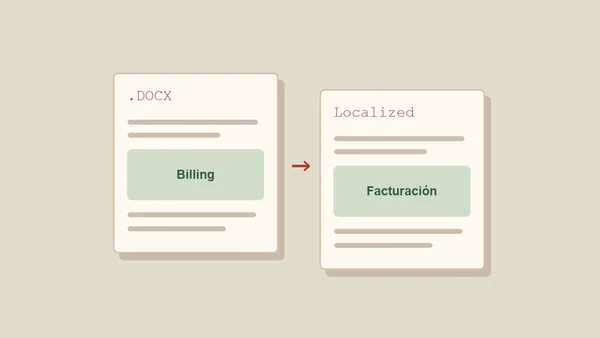 .DOCX
Billing
→
Localized
Facturación